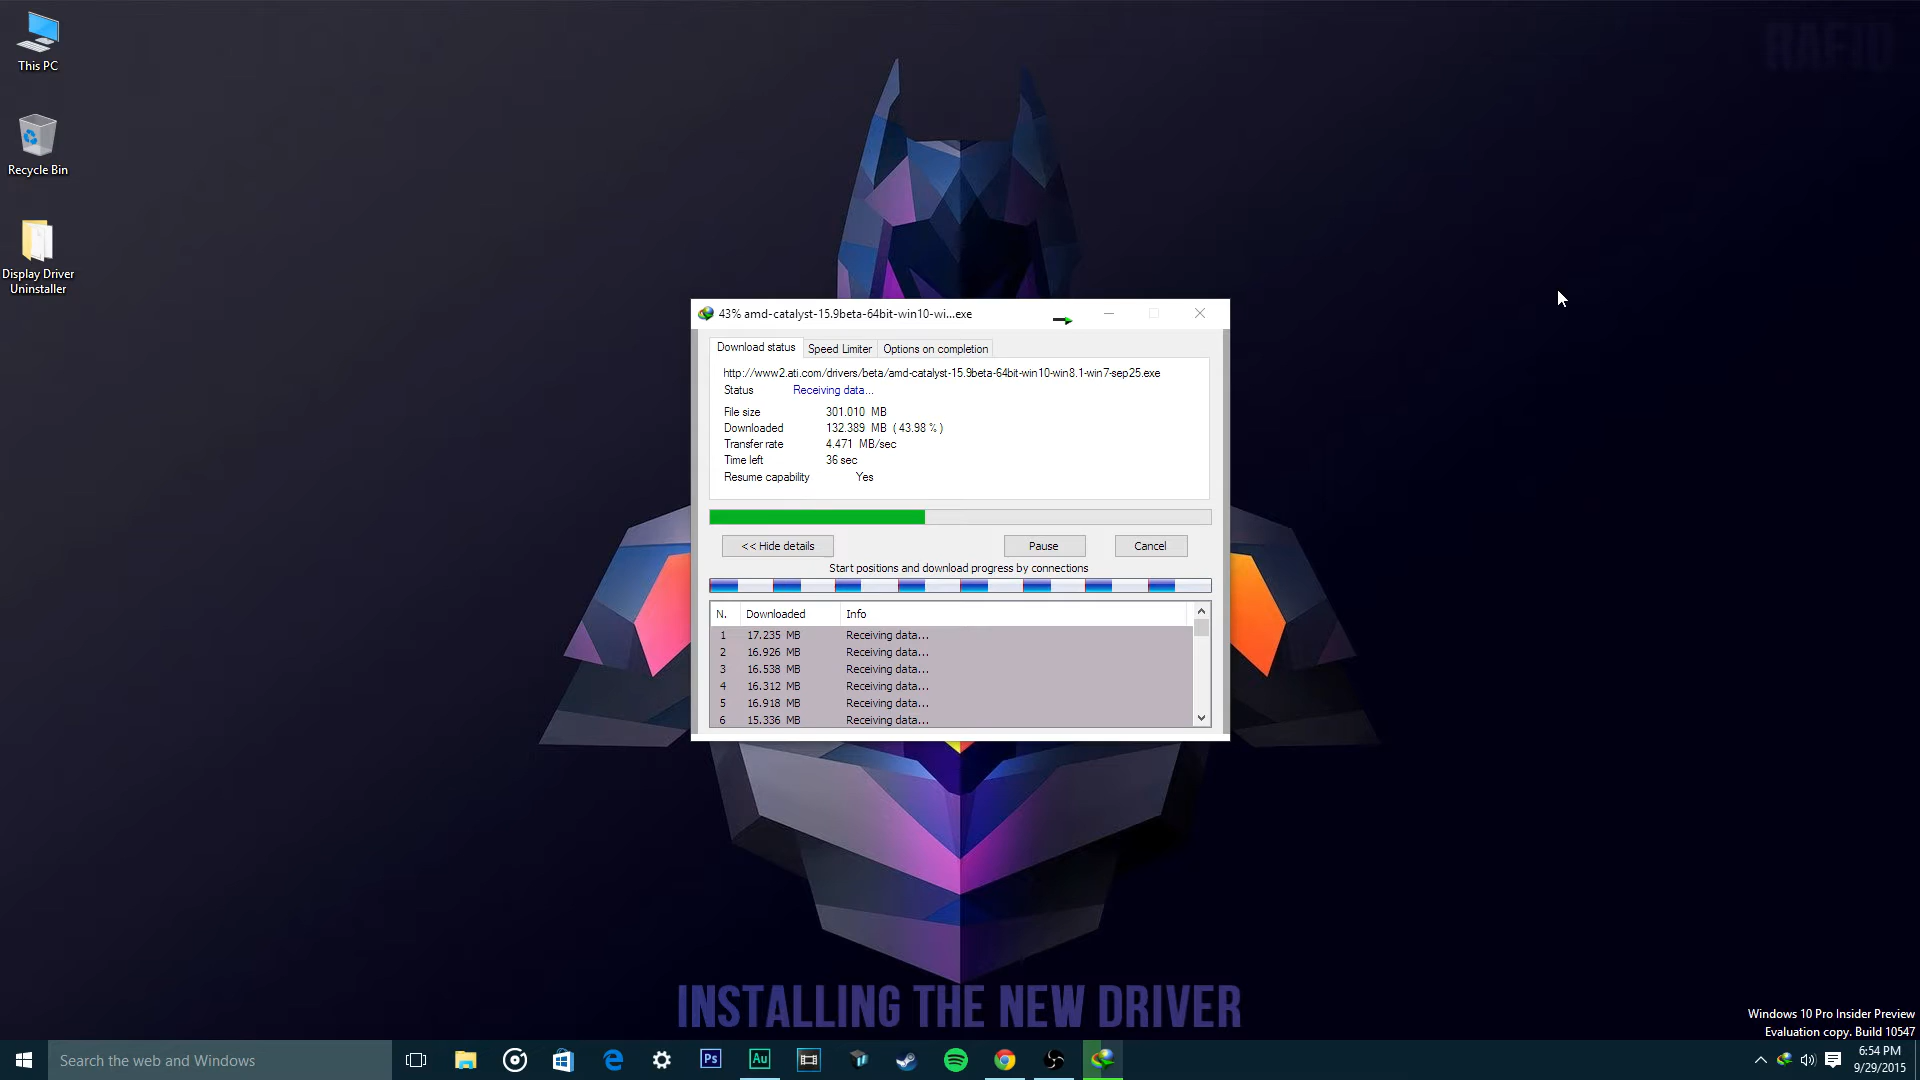 This PC
Recycle Bin
Display Driver
Uninstaller
RAFID
43% amd-catalyst-15.9beta-64bit-win10-wi...exe
Download status
Speed Limiter
Options on completion
http://www2.ati.com/drivers/beta/amd-catalyst-15.9beta-64bit-win10-win8.1-win7-sep25.exe
Status Receiving data...
File size 301.010 MB
Downloaded 132.389 MB ( 43.98 % )
Transfer rate 4.471 MB/sec
Time left 36 sec
Resume capability Yes
<< Hide details
Pause
Cancel
Start positions and download progress by connections
N. Downloaded Info
1 17.235 MB Receiving data...
2 16.926 MB Receiving data...
3 16.538 MB Receiving data...
4 16.312 MB Receiving data...
5 16.918 MB Receiving data...
6 15.336 MB Receiving data...
INSTALLING THE NEW DRIVER
Windows 10 Pro Insider Preview
Evaluation copy. Build 10547
Search the web and Windows
Ps
Au
6:54 PM
9/29/2015